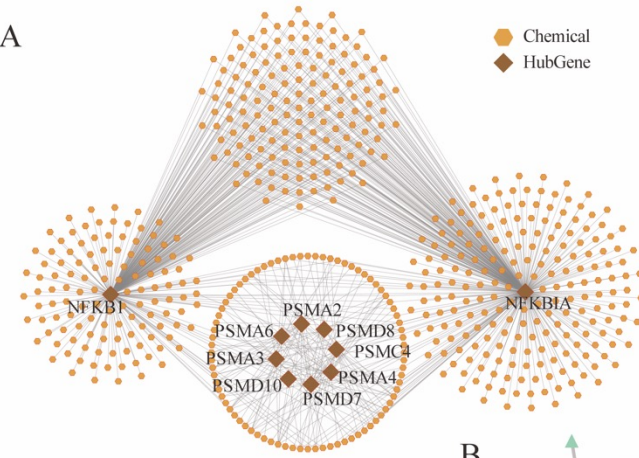 A
Chemical
HubGene
NFKB1
NFKBIA
PSMA2
PSMA6
PSMD8
PSMA3
PSMC4
PSMD10
PSMA4
PSMD7
B